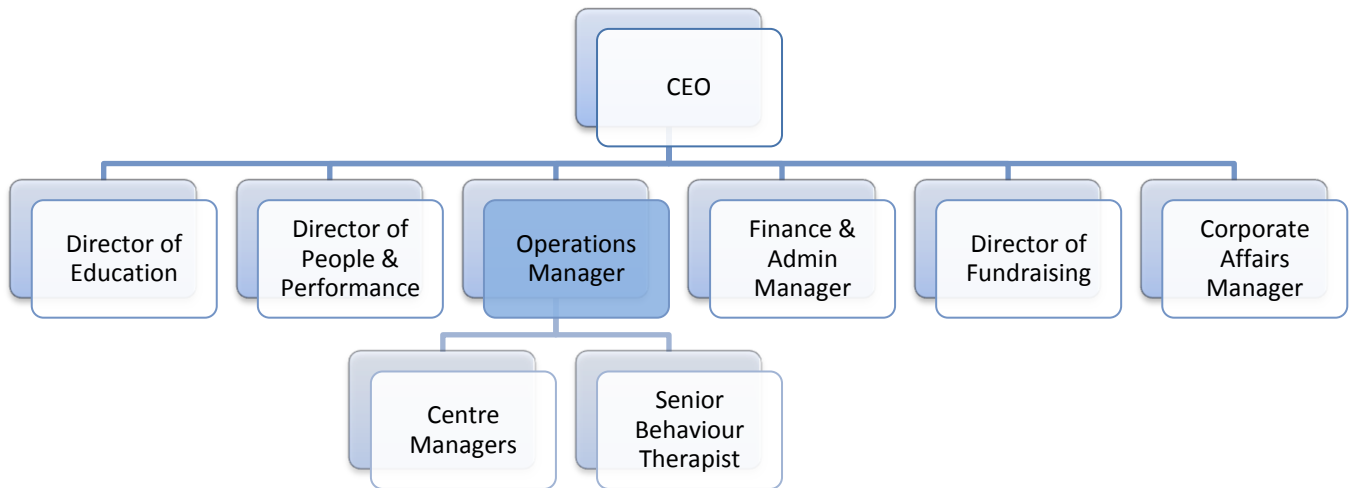 CEO
Director of
Education
Director of
People &
Performance
Operations
Manager
Finance &
Admin
Manager
Director of
Fundraising
Corporate
Affairs
Manager
Centre
Managers
Senior
Behaviour
Therapist